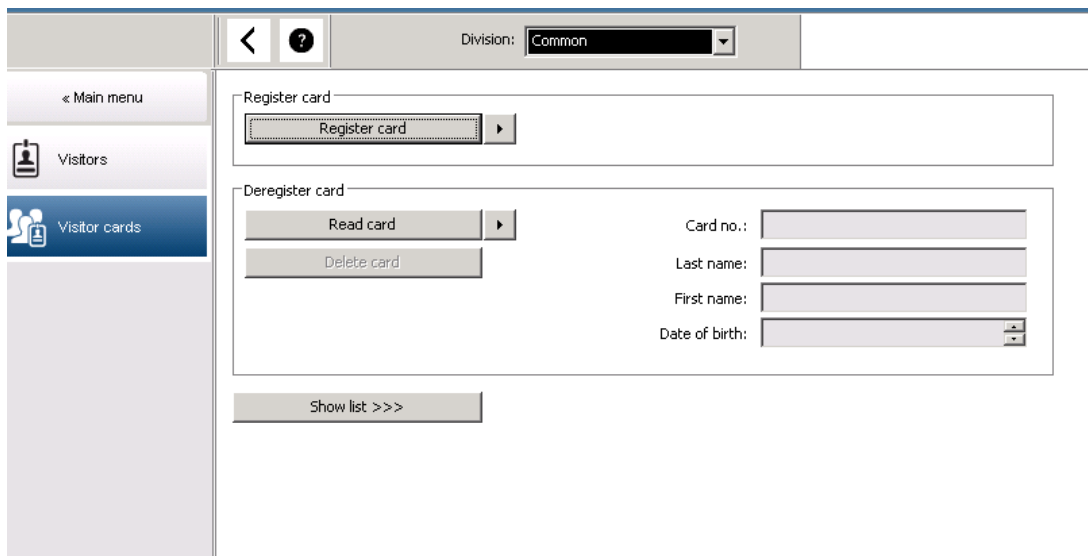 Division: Common
« Main menu
Visitors
Visitor cards
Register card
Register card
Deregister card
Read card
Delete card
Card no.:
Last name:
First name:
Date of birth:
Show list >>>